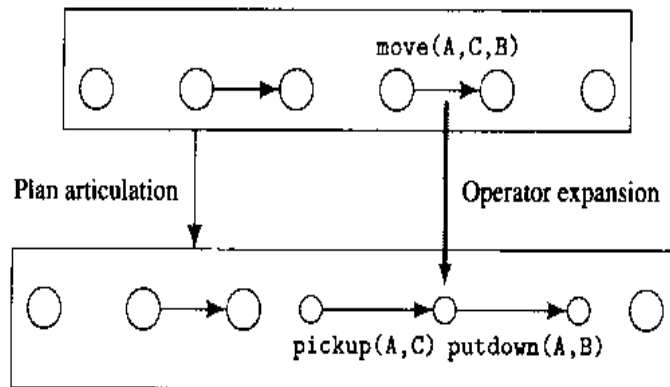 move(A,C,B)
Plan articulation
Operator expansion
pickup(A,C) putdown(A,B)